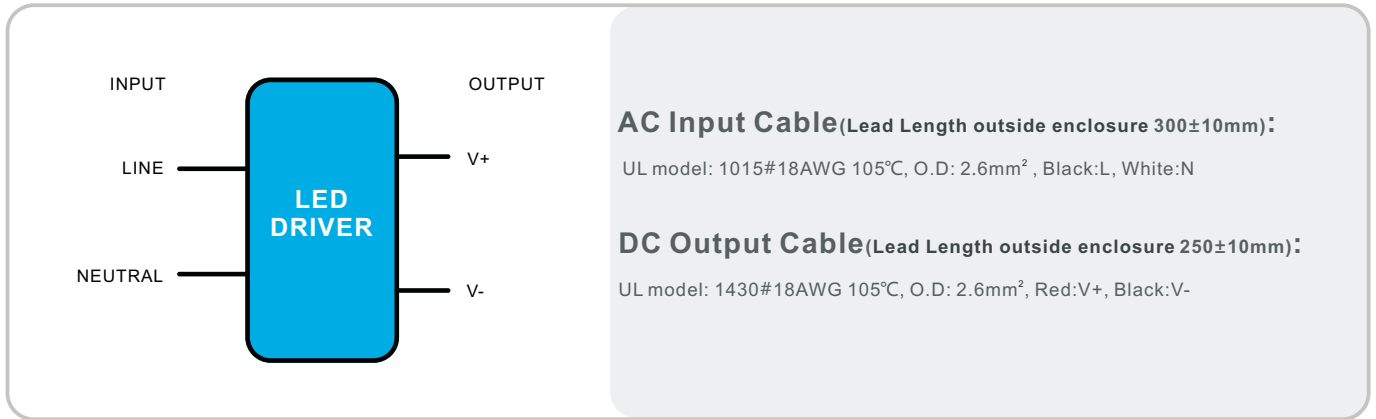 INPUT
OUTPUT
LINE
V+
LED
DRIVER
NEUTRAL
V-
AC Input Cable(Lead Length outside enclosure 300±10mm):
UL model: 1015#18AWG 105℃, O.D: 2.6mm², Black:L, White:N
DC Output Cable(Lead Length outside enclosure 250±10mm):
UL model: 1430#18AWG 105℃, O.D: 2.6mm², Red:V+, Black:V-